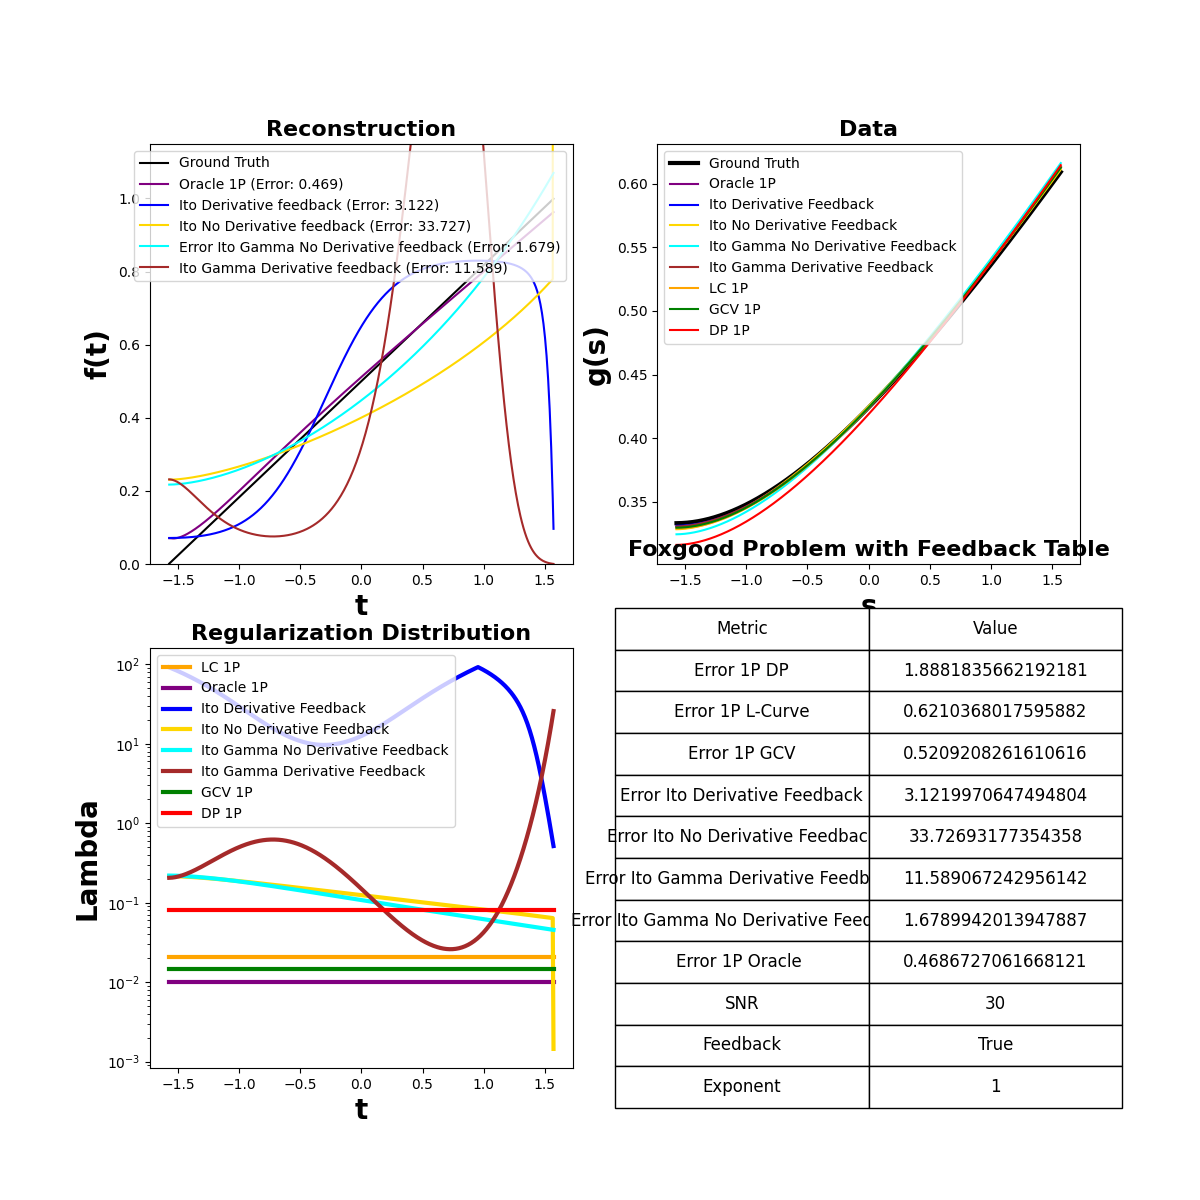 Reconstruction
Ground Truth
Oracle 1P (Error: 0.469)
Ito Derivative feedback (Error: 3.122)
Ito No Derivative feedback (Error: 33.727)
Error Ito Gamma No Derivative feedback (Error: 1.679)
Ito Gamma Derivative feedback (Error: 11.589)
1.0
0.8
0.6
0.4
0.2
0.0
f(t)
−1.5 −1.0 −0.5 0.0 0.5 1.0 1.5
t
Data
Ground Truth
Oracle 1P
Ito Derivative Feedback
Ito No Derivative Feedback
Ito Gamma No Derivative Feedback
Ito Gamma Derivative Feedback
LC 1P
GCV 1P
DP 1P
0.60
0.55
0.50
0.45
0.40
0.35
g(s)
−1.5 −1.0 −0.5 0.0 0.5 1.0 1.5
s
Regularization Distribution
LC 1P
Oracle 1P
Ito Derivative Feedback
Ito No Derivative Feedback
Ito Gamma No Derivative Feedback
Ito Gamma Derivative Feedback
GCV 1P
DP 1P
10²
10¹
10⁰
10⁻¹
10⁻²
10⁻³
Lambda
−1.5 −1.0 −0.5 0.0 0.5 1.0 1.5
t
Foxgood Problem with Feedback Table
Metric Value
Error 1P DP 1.8881835662192181
Error 1P L-Curve 0.6210368017595882
Error 1P GCV 0.5209208261610616
Error Ito Derivative Feedback 3.1219970647494804
Error Ito No Derivative Feedbac 33.72693177354358
Error Ito Gamma Derivative Feedb 11.589067242956142
Error Ito Gamma No Derivative Feec 1.6789942013947887
Error 1P Oracle 0.4686727061668121
SNR 30
Feedback True
Exponent 1